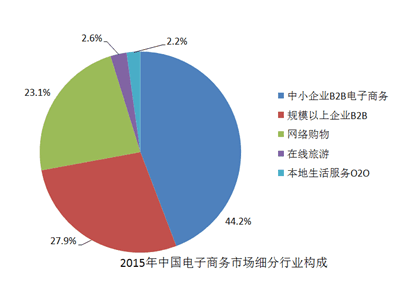 2.6%
2.2%
23.1%
44.2%
27.9%
中小企业B2B电子商务
规模以上企业B2B
网络购物
在线旅游
本地生活服务O2O
2015年中国电子商务市场细分行业构成